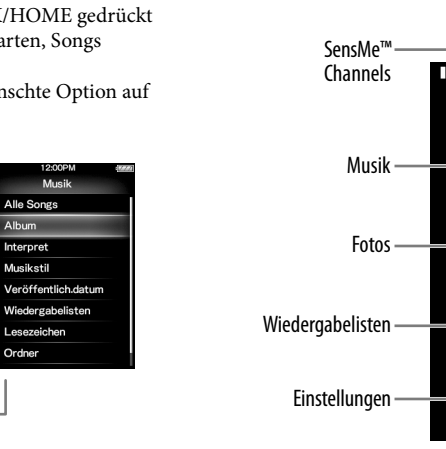 /HOME gedrückt
arten, Songs
nschte Option auf
12:00PM
Musik
Alle Songs
Album
Interpret
Musikstil
Veröffentlich.datum
Wiedergabelisten
Lesezeichen
Ordner
SensMe™
Channels
Musik
Fotos
Wiedergabelisten
Einstellungen